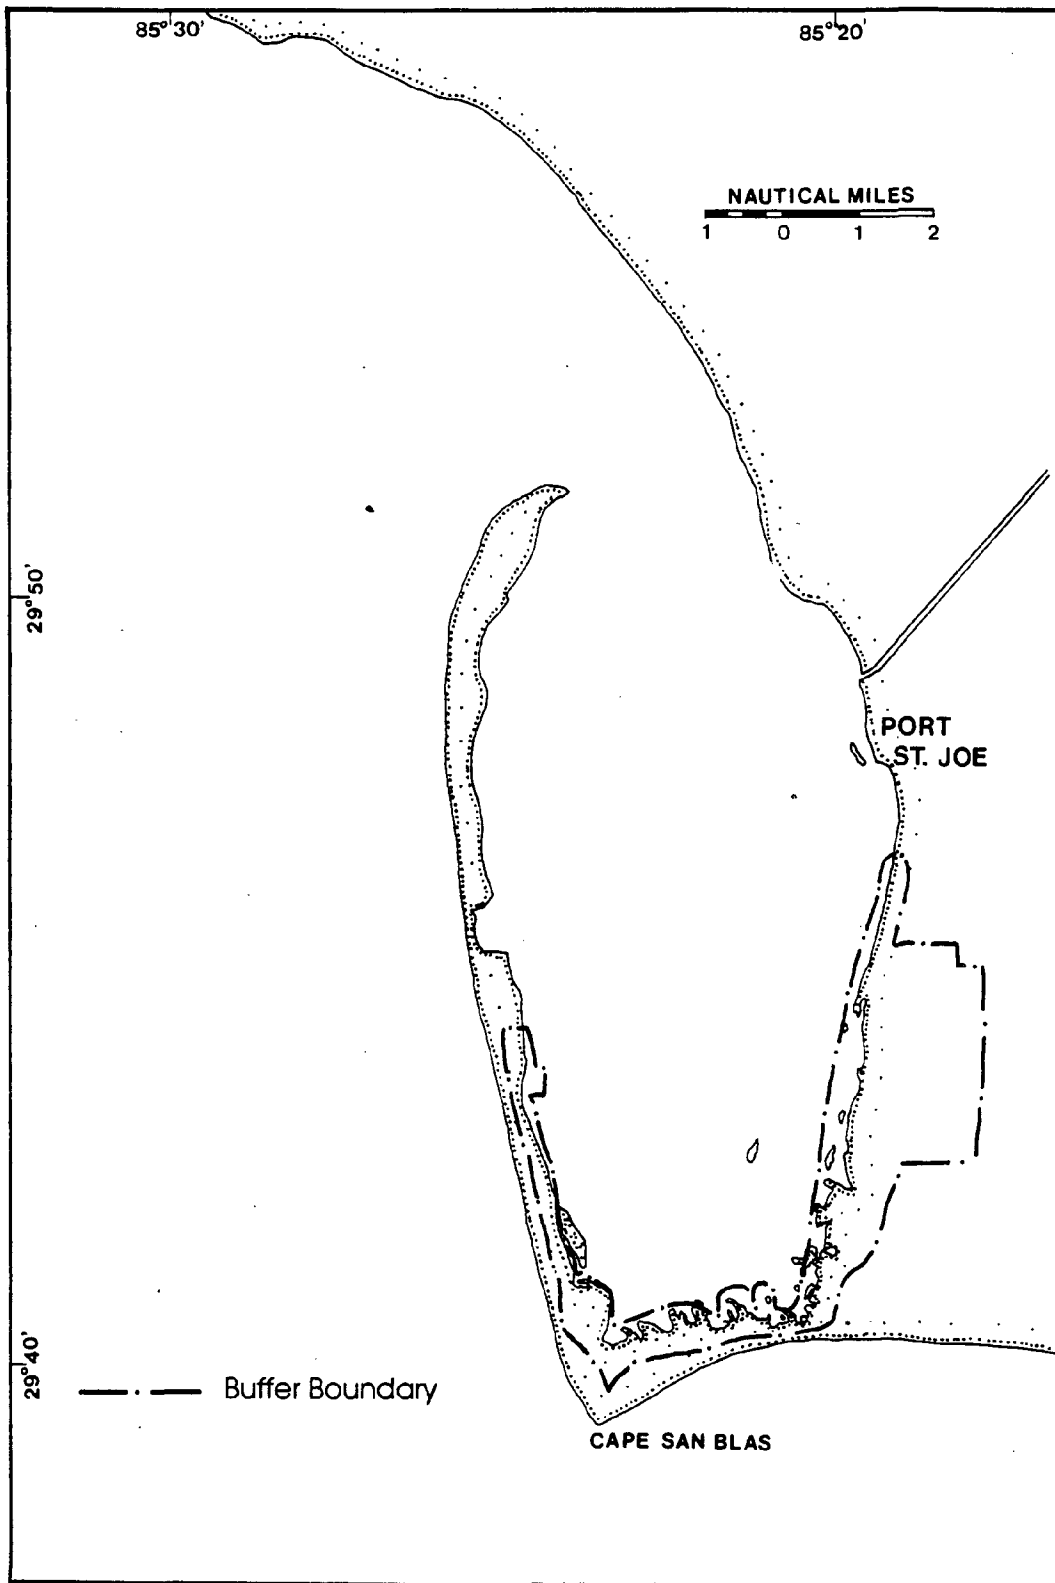 85°30'
85°20'
NAUTICAL MILES
1 0 1 2
29°50'
PORT
ST. JOE
29°40'
Buffer Boundary
CAPE SAN BLAS